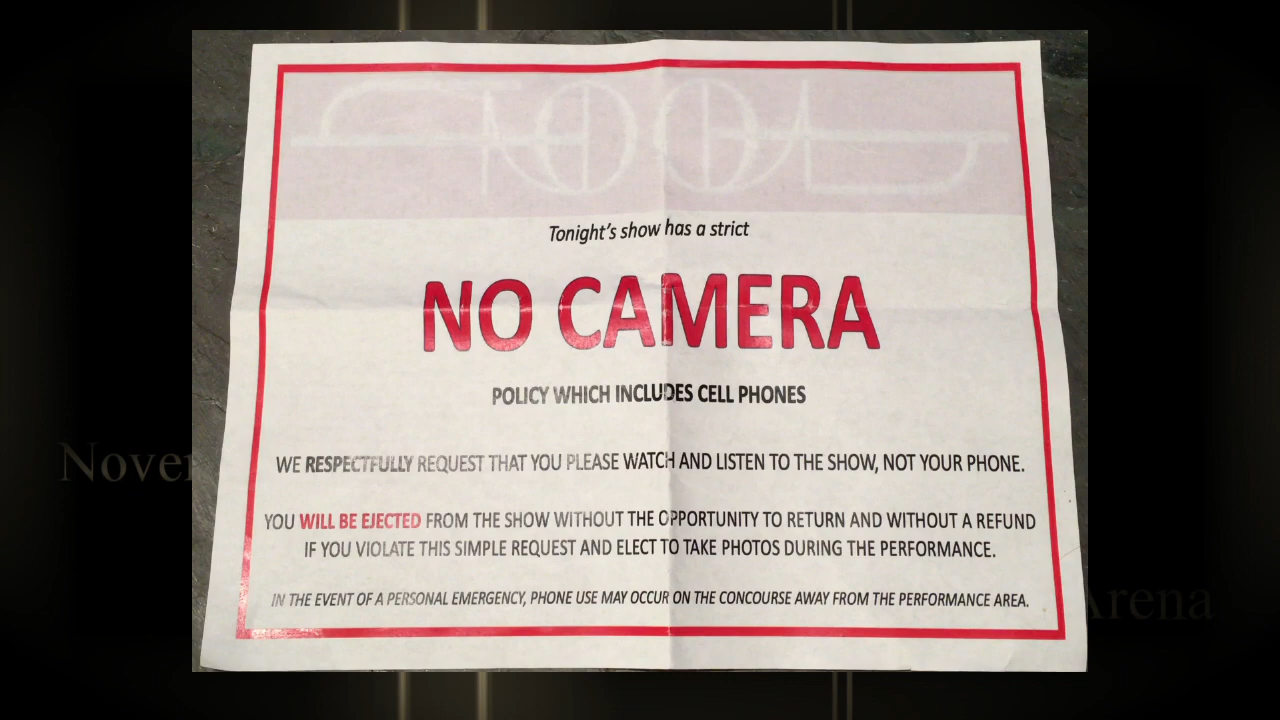 TOOL
Tonight's show has a strict
NO CAMERA
POLICY WHICH INCLUDES CELL PHONES
WE RESPECTFULLY REQUEST THAT YOU PLEASE WATCH AND LISTEN TO THE SHOW, NOT YOUR PHONE.
YOU WILL BE EJECTED FROM THE SHOW WITHOUT THE OPPORTUNITY TO RETURN AND WITHOUT A REFUND
IF YOU VIOLATE THIS SIMPLE REQUEST AND ELECT TO TAKE PHOTOS DURING THE PERFORMANCE.
IN THE EVENT OF A PERSONAL EMERGENCY, PHONE USE MAY OCCUR ON THE CONCOURSE AWAY FROM THE PERFORMANCE AREA.
Arena